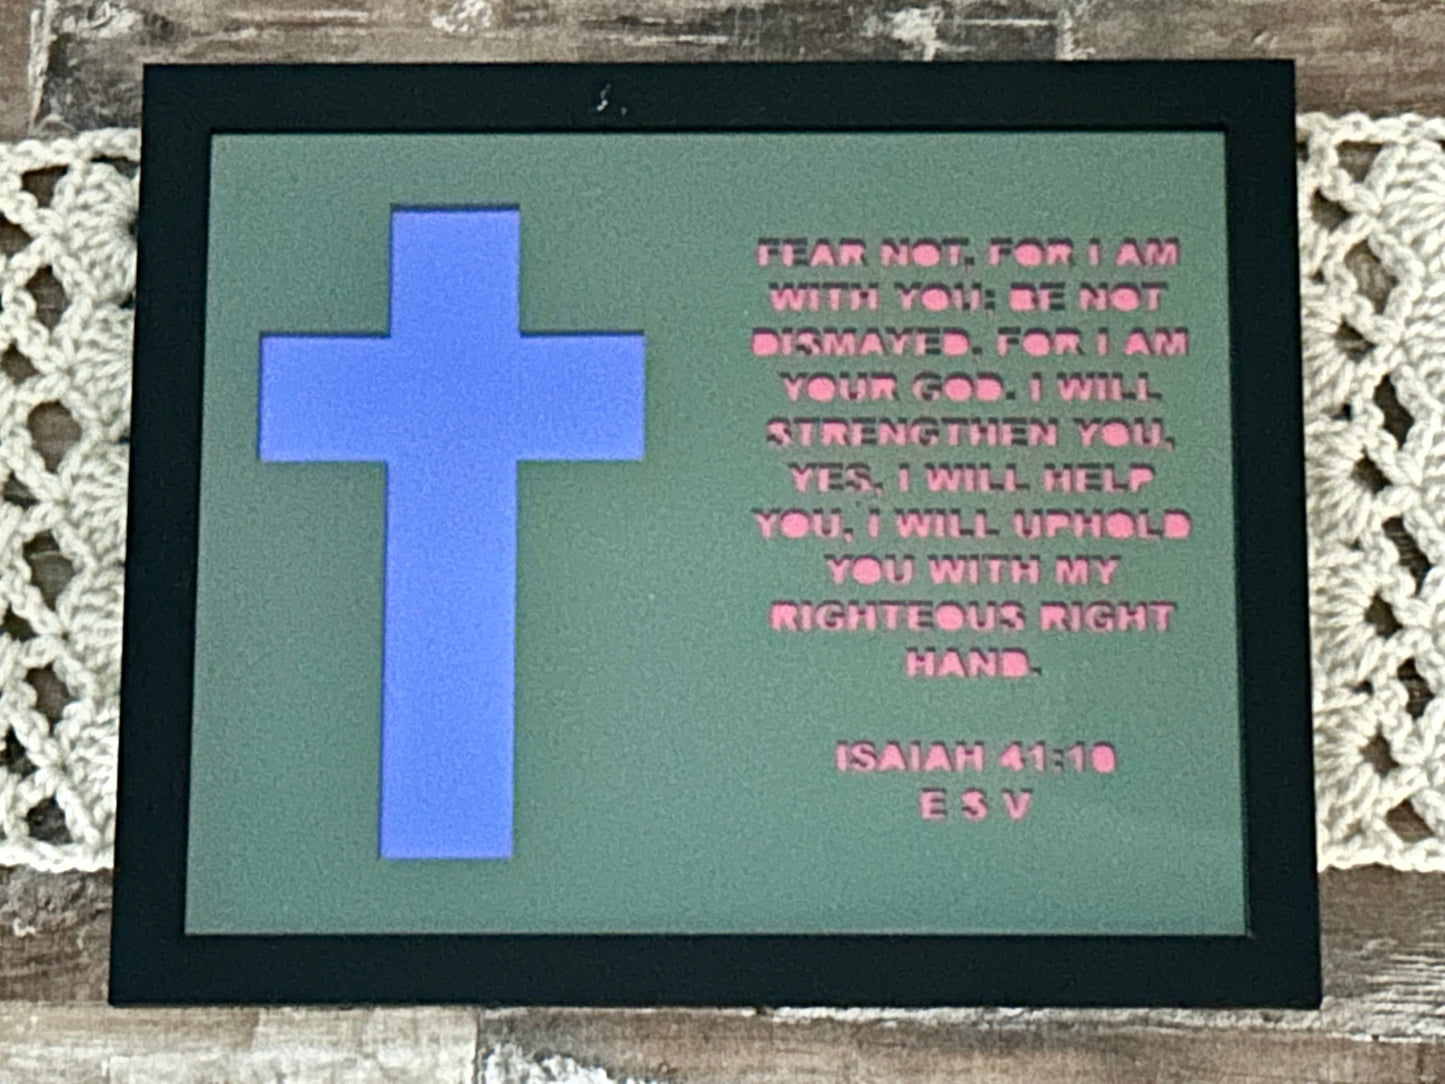 FEAR NOT, FOR I AM
WITH YOU; BE NOT
DISMAYED, FOR I AM
YOUR GOD. I WILL
STRENGTHEN YOU,
YES, I WILL HELP
YOU, I WILL UPHOLD
YOU WITH MY
RIGHTEOUS RIGHT
HAND.
ISAIAH 41:10
E S V